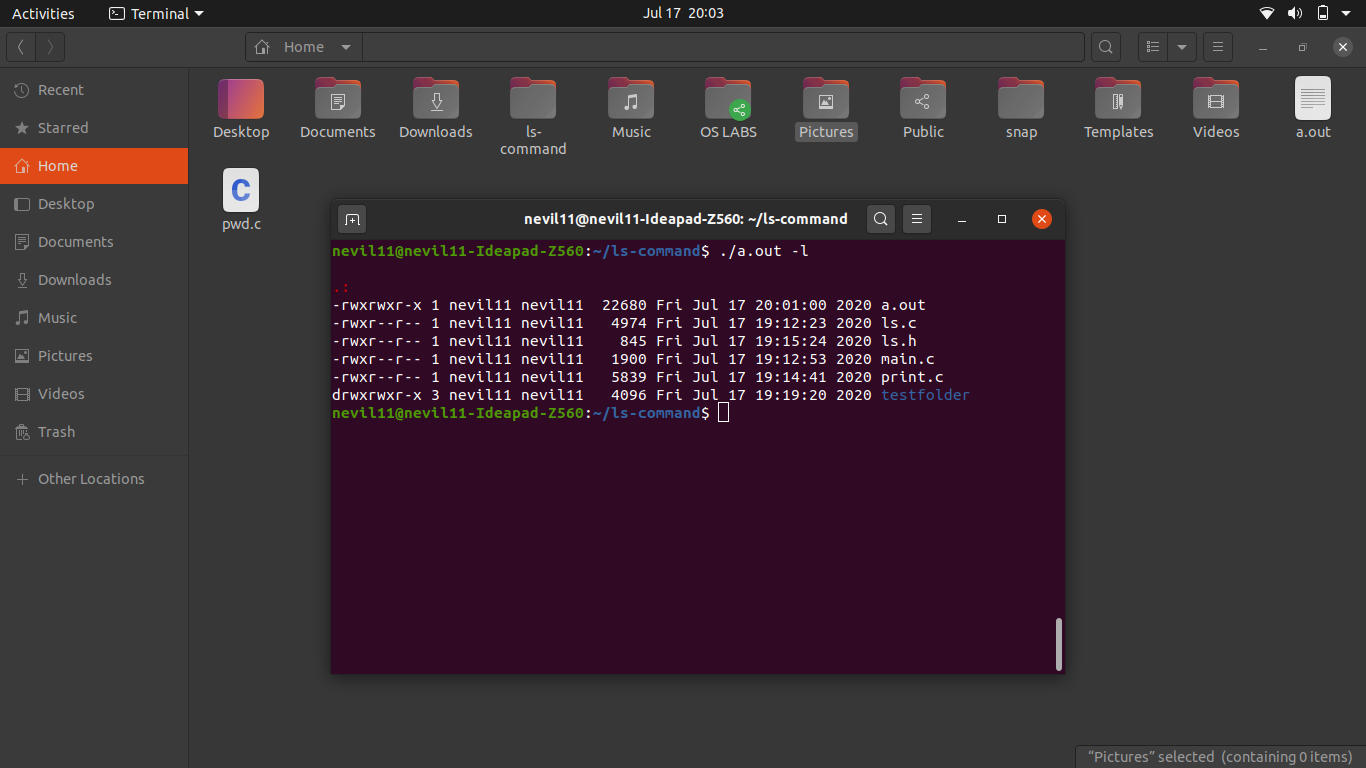 Activities Terminal Jul 17 20:03
Home
Recent
Starred
Home
Desktop
Documents
Downloads
Music
Pictures
Videos
Trash
Other Locations
Desktop Documents Downloads ls-command Music OS LABS Pictures Public snap Templates Videos a.out
C
pwd.c
nevil11@nevil11-Ideapad-Z560: ~/ls-command
nevil11@nevil11-Ideapad-Z560:~/ls-command$ ./a.out -l
.:
-rwxrwxr-x 1 nevil11 nevil11  22680 Fri Jul 17 20:01:00 2020 a.out
-rwxr--r-- 1 nevil11 nevil11   4974 Fri Jul 17 19:12:23 2020 ls.c
-rwxr--r-- 1 nevil11 nevil11    845 Fri Jul 17 19:15:24 2020 ls.h
-rwxr--r-- 1 nevil11 nevil11   1900 Fri Jul 17 19:12:53 2020 main.c
-rwxr--r-- 1 nevil11 nevil11   5839 Fri Jul 17 19:14:41 2020 print.c
drwxrwxr-x 3 nevil11 nevil11   4096 Fri Jul 17 19:19:20 2020 testfolder
nevil11@nevil11-Ideapad-Z560:~/ls-command$
“Pictures” selected (containing 0 items)